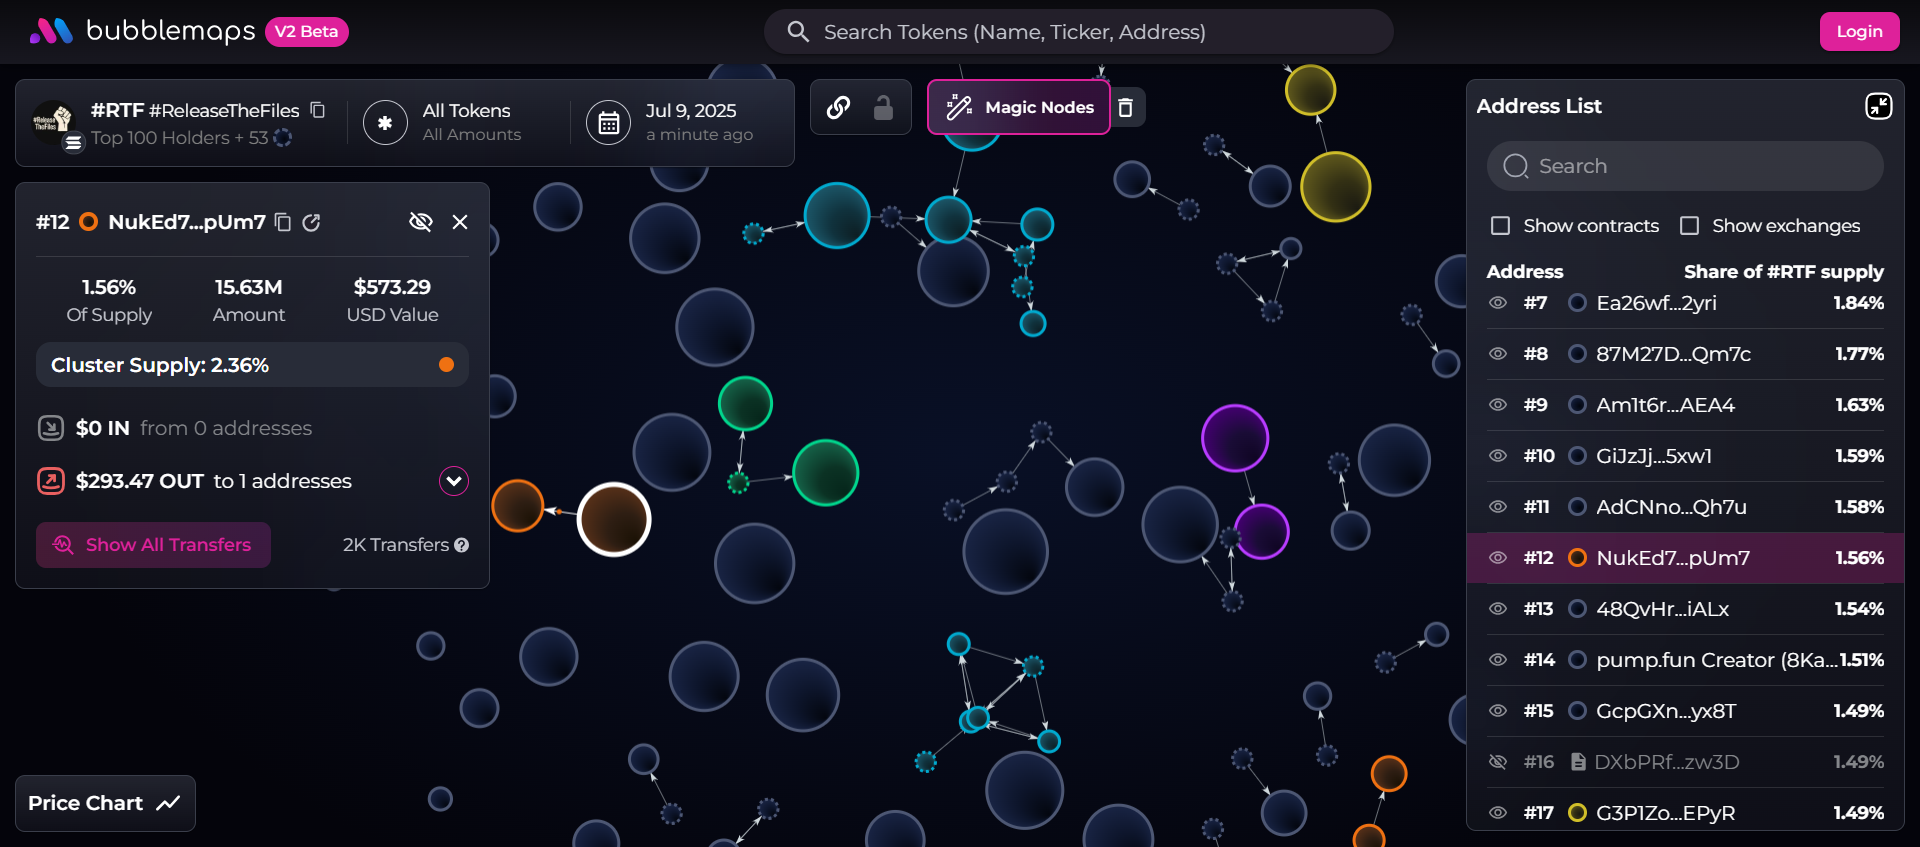 bubblemaps V2 Beta
Search Tokens (Name, Ticker, Address)
Login
#RTF #ReleaseTheFiles
Top 100 Holders + 53
#Release
TheFiles
All Tokens
All Amounts
Jul 9, 2025
a minute ago
Magic Nodes
#12 NukEd7...pUm7
1.56% 15.63M $573.29
Of Supply Amount USD Value
Cluster Supply: 2.36%
$0 IN from 0 addresses
$293.47 OUT to 1 addresses
Show All Transfers 2K Transfers ?
Price Chart
Address List
Search
Show contracts Show exchanges
Address Share of #RTF supply
#7 Ea26wf...2yri 1.84%
#8 87M27D...Qm7c 1.77%
#9 Am1t6r...AEA4 1.63%
#10 GiJzJj...5xw1 1.59%
#11 AdCNno...Qh7u 1.58%
#12 NukEd7...pUm7 1.56%
#13 48QvHr...iALx 1.54%
#14 pump.fun Creator (8Ka... 1.51%
#15 GcpGXn...yx8T 1.49%
#16 DXbPRf...zw3D 1.49%
#17 G3P1Zo...EPyR 1.49%